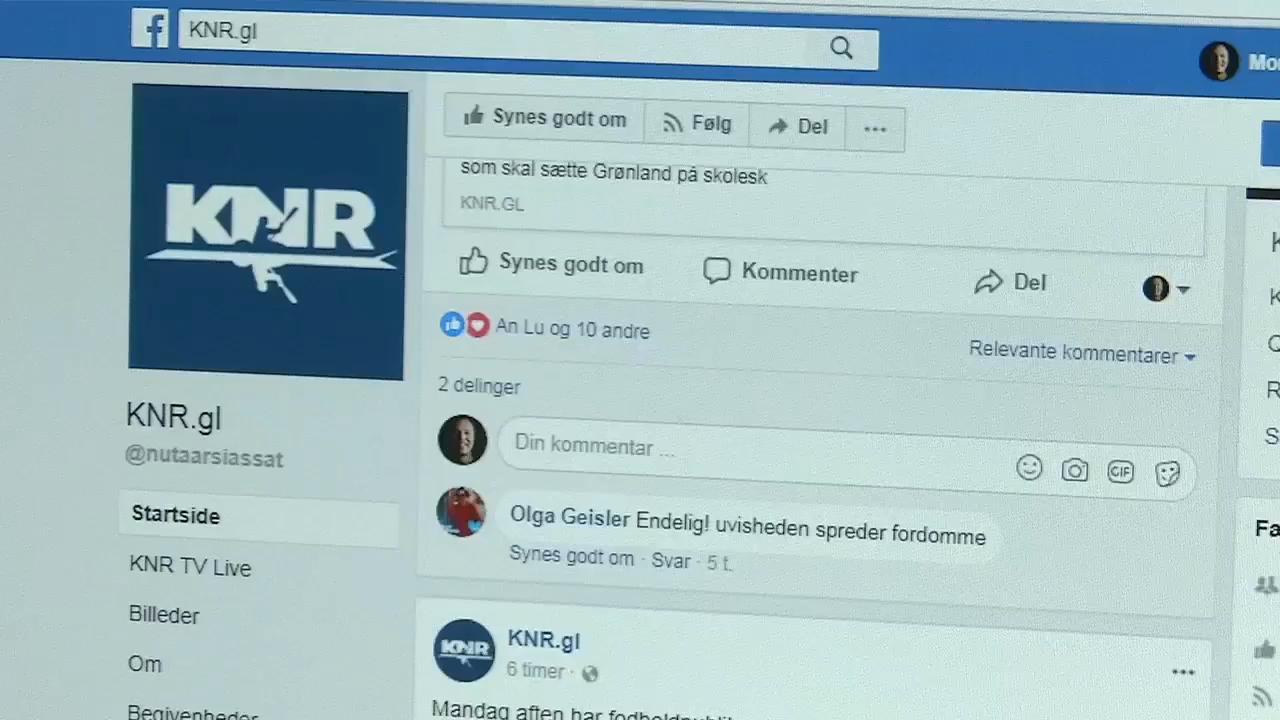 KNR.gl
Synes godt om
Følg
Del
som skal sætte Grønland på skolesk
KNR.GL
Synes godt om
Kommenter
Del
An Lu og 10 andre
Relevante kommentarer
2 delinger
Din kommentar ...
GIF
Olga Geisler Endelig! uvisheden spreder fordomme
Synes godt om · Svar · 5 t.
KNR
KNR.gl
6 timer ·
Mandag aften har
KNR
KNR.gl
@nutaarsiassat
Startside
KNR TV Live
Billeder
Om
Begivenheder